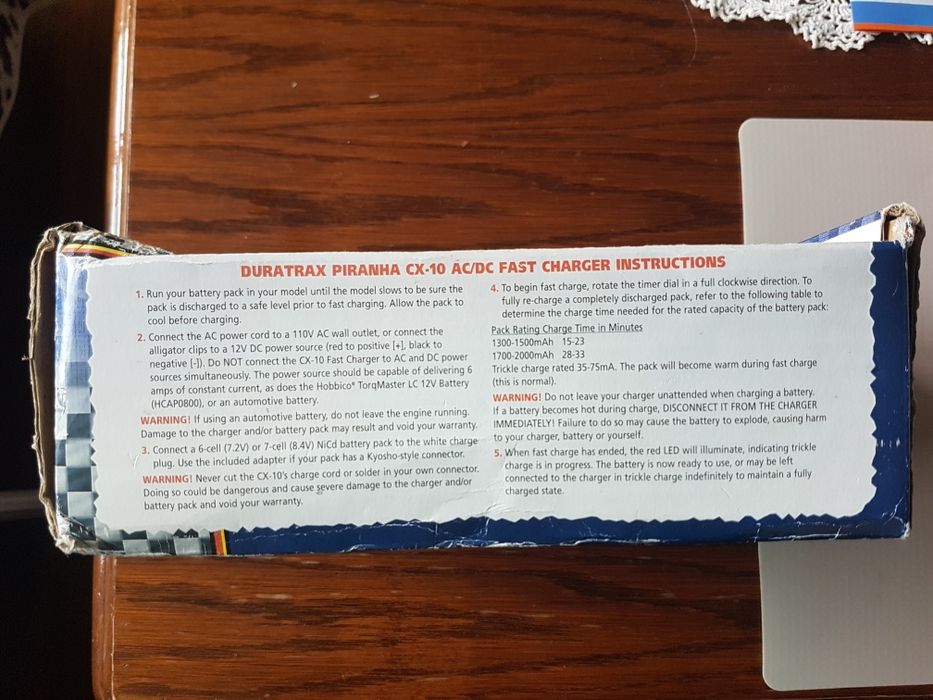 DURATRAX PIRANHA CX-10 AC/DC FAST CHARGER INSTRUCTIONS
1. Run your battery pack in your model until the model slows to be sure the
pack is discharged to a safe level prior to fast charging. Allow the pack to
cool before charging.
2. Connect the AC power cord to a 110V AC wall outlet, or connect the
alligator clips to a 12V DC power source (red to positive [+], black to
negative [-]). Do NOT connect the CX-10 Fast Charger to AC and DC power
sources simultaneously. The power source should be capable of delivering 6
amps of constant current, as does the Hobbico® TorqMaster LC 12V Battery
(HCAP0800), or an automotive battery.
WARNING! If using an automotive battery, do not leave the engine running.
Damage to the charger and/or battery pack may result and void your warranty.
3. Connect a 6-cell (7.2V) or 7-cell (8.4V) NiCd battery pack to the white charge
plug. Use the included adapter if your pack has a Kyosho-style connector.
WARNING! Never cut the CX-10's charge cord or solder in your own connector.
Doing so could be dangerous and cause severe damage to the charger and/or
battery pack and void your warranty.
4. To begin fast charge, rotate the timer dial in a full clockwise direction. To
fully re-charge a completely discharged pack, refer to the following table to
determine the charge time needed for the rated capacity of the battery pack:
Pack Rating Charge Time in Minutes
1300-1500mAh 15-23
1700-2000mAh 28-33
Trickle charge rated 35-75mA. The pack will become warm during fast charge
(this is normal).
WARNING! Do not leave your charger unattended when charging a battery.
If a battery becomes hot during charge, DISCONNECT IT FROM THE CHARGER
IMMEDIATELY! Failure to do so may cause the battery to explode, causing harm
to your charger, battery or yourself.
5. When fast charge has ended, the red LED will illuminate, indicating trickle
charge is in progress. The battery is now ready to use, or may be left
connected to the charger in trickle charge indefinitely to maintain a fully
charged state.